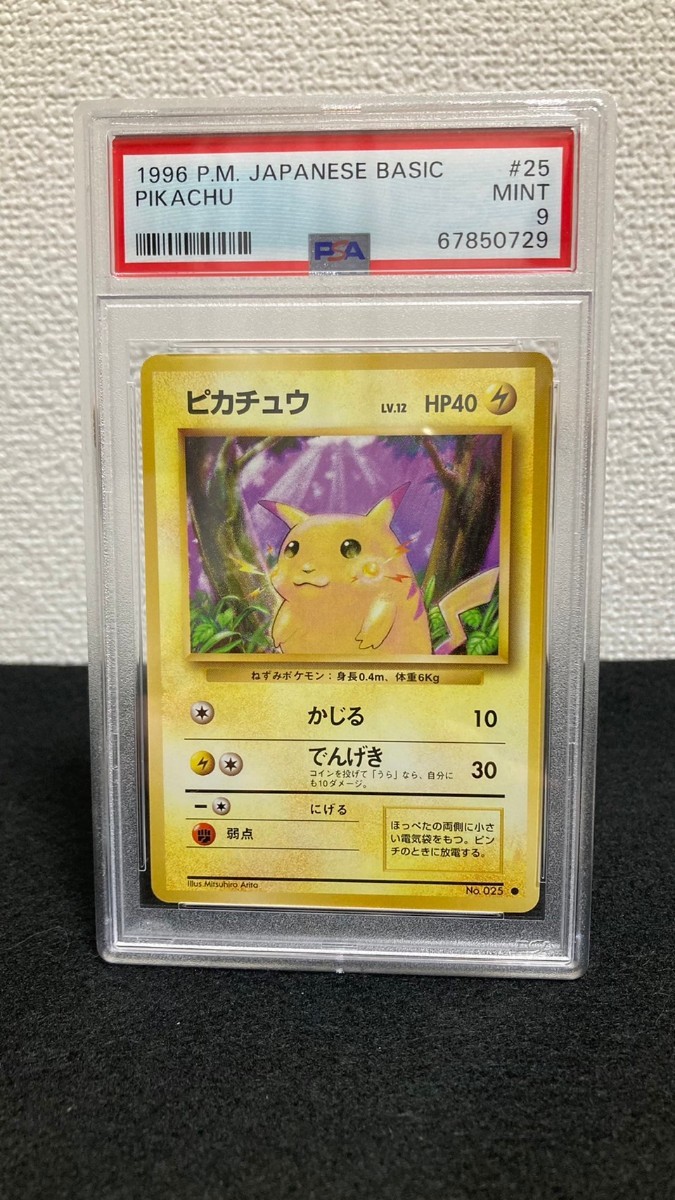 1996 P.M. JAPANESE BASIC #25
PIKACHU MINT
9
PSA 67850729
ピカチュウ LV.12 HP40
ねずみポケモン：身長0.4m、体重6Kg
かじる 10
でんげき 30
コインを投げて「うら」なら、自分に
も10ダメージ。
にげる
弱点
ほっぺたの両側に小さ
い電気袋をもつ。ピン
チのときに放電する。
Illus. Mitsuhiro Arita No. 025